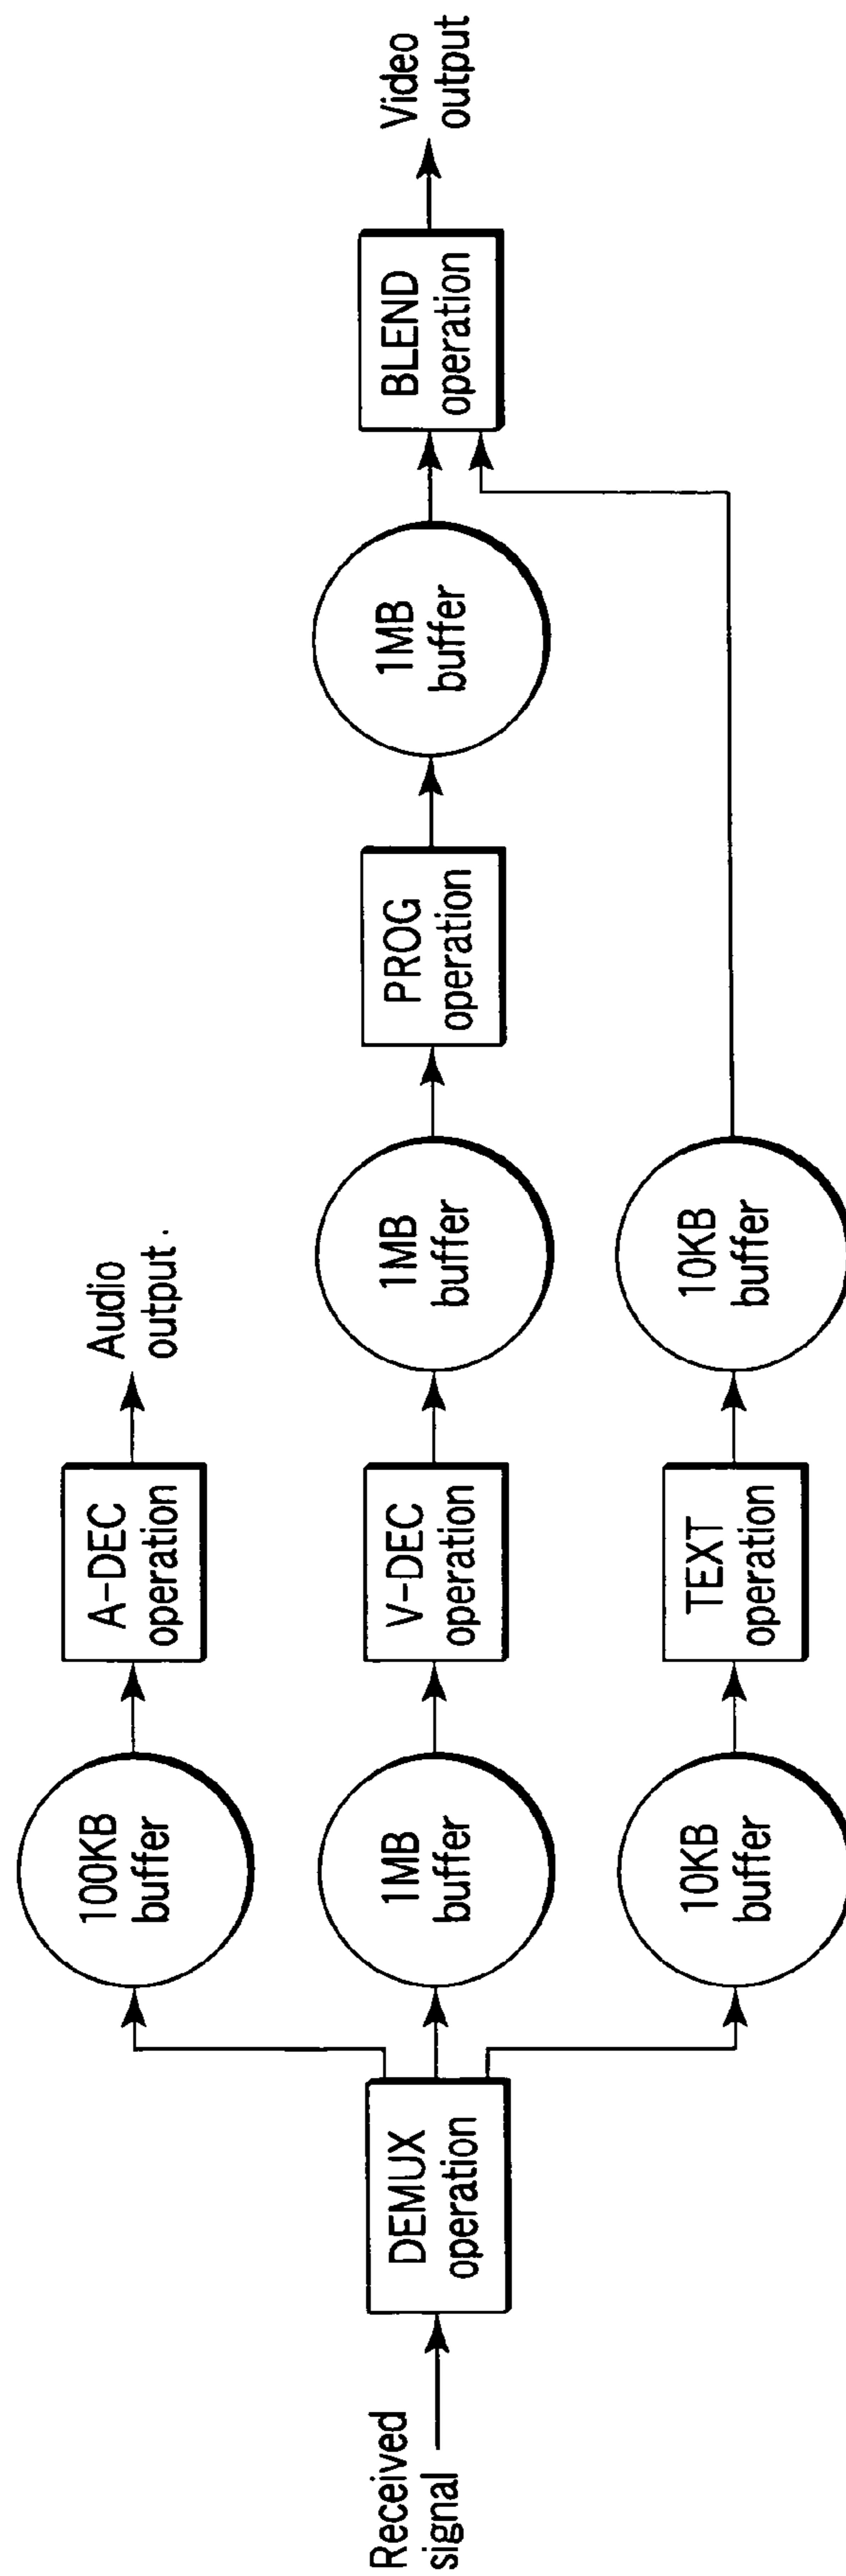 Received
signal
DEMUX
operation
100KB
buffer
A-DEC
operation
Audio
output
1MB
buffer
V-DEC
operation
1MB
buffer
PROG
operation
1MB
buffer
BLEND
operation
Video
output
10KB
buffer
TEXT
operation
10KB
buffer